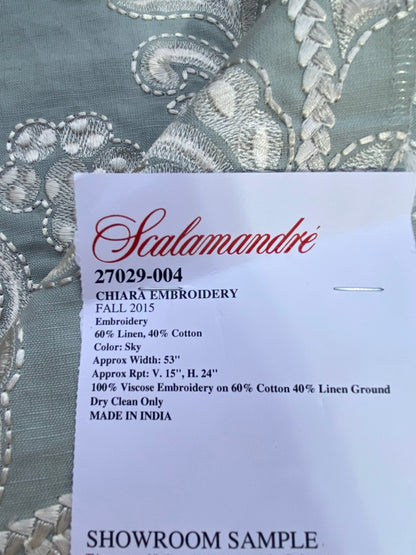 Scalamandré
27029-004
CHIARA EMBROIDERY
FALL 2015
Embroidery
60% Linen, 40% Cotton
Color: Sky
Approx Width: 53"
Approx Rpt: V. 15", H. 24"
100% Viscose Embroidery on 60% Cotton 40% Linen Ground
Dry Clean Only
MADE IN INDIA
SHOWROOM SAMPLE